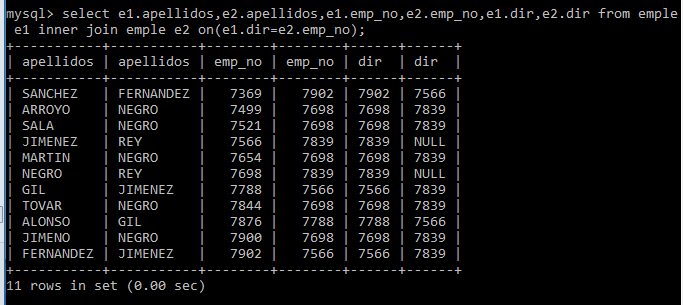 mysql> select e1.apellidos,e2.apellidos,e1.emp_no,e2.emp_no,e1.dir,e2.dir from emple
 e1 inner join emple e2 on(e1.dir=e2.emp_no);
+-----------+-----------+--------+--------+------+------+
| apellidos | apellidos | emp_no | emp_no | dir  | dir  |
+-----------+-----------+--------+--------+------+------+
| SANCHEZ   | FERNANDEZ |   7369 |   7902 | 7902 | 7566 |
| ARROYO    | NEGRO     |   7499 |   7698 | 7698 | 7839 |
| SALA      | NEGRO     |   7521 |   7698 | 7698 | 7839 |
| JIMENEZ   | REY       |   7566 |   7839 | 7839 | NULL |
| MARTIN    | NEGRO     |   7654 |   7698 | 7698 | 7839 |
| NEGRO     | REY       |   7698 |   7839 | 7839 | NULL |
| GIL       | JIMENEZ   |   7788 |   7566 | 7566 | 7839 |
| TOVAR     | NEGRO     |   7844 |   7698 | 7698 | 7839 |
| ALONSO    | GIL       |   7876 |   7788 | 7788 | 7566 |
| JIMENO    | NEGRO     |   7900 |   7698 | 7698 | 7839 |
| FERNANDEZ | JIMENEZ   |   7902 |   7566 | 7566 | 7839 |
+-----------+-----------+--------+--------+------+------+
11 rows in set (0.00 sec)